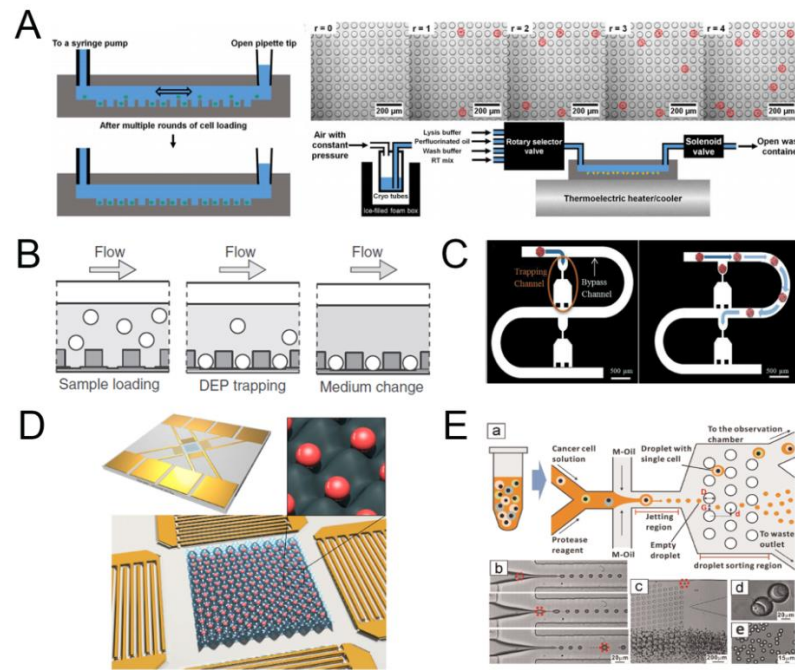 A
To a syringe pump
Open pipette tip
After multiple rounds of cell loading
r = 0
r = 1
r = 2
r = 3
r = 4
200 μm
200 μm
200 μm
200 μm
200 μm
Air with
constant
pressure
Cryo tubes
Ice-filled foam box
Lysis buffer
Perfluorinated oil
Wash buffer
RT mix
Rotary selector
valve
Solenoid
valve
Thermoelectric heater/cooler
B
Flow
Flow
Flow
Sample loading
DEP trapping
Medium change
C
Trapping
Channel
Bypass
Channel
500 μm
500 μm
D
E
a
Cancer cell
solution
Protease
reagent
M-Oil
M-Oil
Droplet with
single cell
To the observation
chamber
Jetting
region
Empty
droplet
D
G
d
To waste
outlet
droplet sorting region
b
20μm
c
200μm
d
20μm
e
15μm